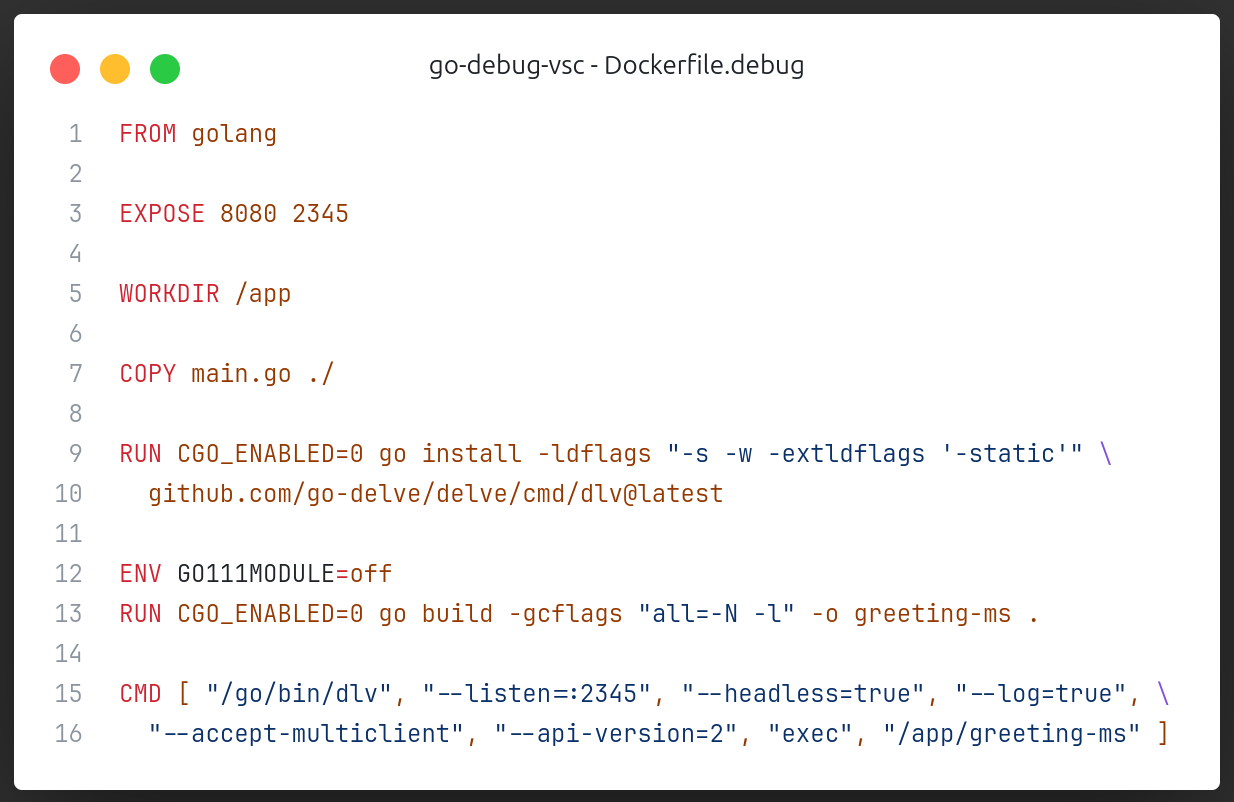 go-debug-vsc - Dockerfile.debug
1 FROM golang
2
3 EXPOSE 8080 2345
4
5 WORKDIR /app
6
7 COPY main.go ./
8
9 RUN CGO_ENABLED=0 go install -ldflags "-s -w -extldflags '-static'" \
10 github.com/go-delve/delve/cmd/dlv@latest
11
12 ENV GO111MODULE=off
13 RUN CGO_ENABLED=0 go build -gcflags "all=-N -l" -o greeting-ms .
14
15 CMD [ "/go/bin/dlv", "--listen=:2345", "--headless=true", "--log=true", \
16 "--accept-multiclient", "--api-version=2", "exec", "/app/greeting-ms" ]